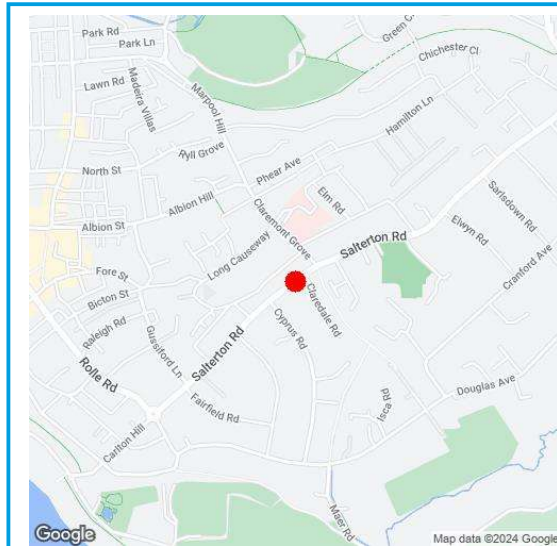 Park Rd
Park Ln
Green Cl
Chichester Cl
Lawn Rd
Madeira Villas
Marpool Hill
Hamilton Ln
North St
Ryll Grove
Phear Ave
Elm Rd
Sarlsdown Rd
Albion Hill
Claremont Grove
Albion St
Long Causeway
Salterton Rd
Elwyn Rd
Cranford Ave
Fore St
Bicton St
Claredale Rd
Raleigh Rd
Cyprus Rd
Rolle Rd
Gussiford Ln
Salterton Rd
Douglas Ave
Isca Rd
Fairfield Rd
Carlton Hill
Maer Rd
Google
Map data ©2024 Google